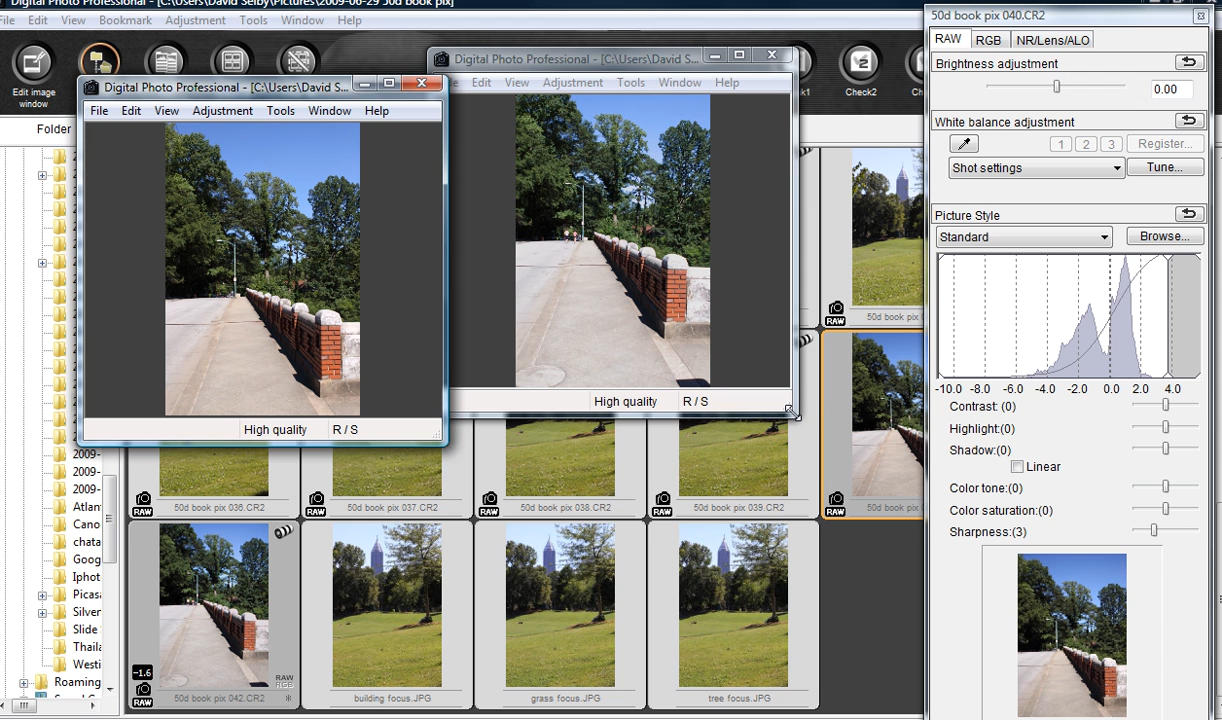 Digital Photo Professional - [C:\Users\David Selby\Pictures\2009-06-29 50d book pix]
File Edit View Bookmark Adjustment Tools Window Help
Edit image
window
Check2
Folder
Digital Photo Professional - [C:\Users\David S...
Edit View Adjustment Tools Window Help
High quality R / S
Digital Photo Professional - [C:\Users\David S...
File Edit View Adjustment Tools Window Help
High quality R / S
2009-
2009-
2009-
Atlan
Cano
chata
Goog
Iphot
Picasa
Silver
Slide
Thaila
Westi
Roaming
RAW
50d book pix
RAW 50d book pix 036.CR2
RAW 50d book pix 037.CR2
RAW 50d book pix 038.CR2
RAW 50d book pix 039.CR2
RAW 50d book pix
-1.6
RAW 50d book pix 042.CR2
RAW
RGB
building focus.JPG
grass focus.JPG
tree focus.JPG
50d book pix 040.CR2
RAW RGB NR/Lens/ALO
Brightness adjustment
0.00
White balance adjustment
1 2 3 Register...
Shot settings Tune...
Picture Style
Standard Browse...
-10.0 -8.0 -6.0 -4.0 -2.0 0.0 2.0 4.0
Contrast: (0)
Highlight:(0)
Shadow:(0)
Linear
Color tone:(0)
Color saturation:(0)
Sharpness:(3)